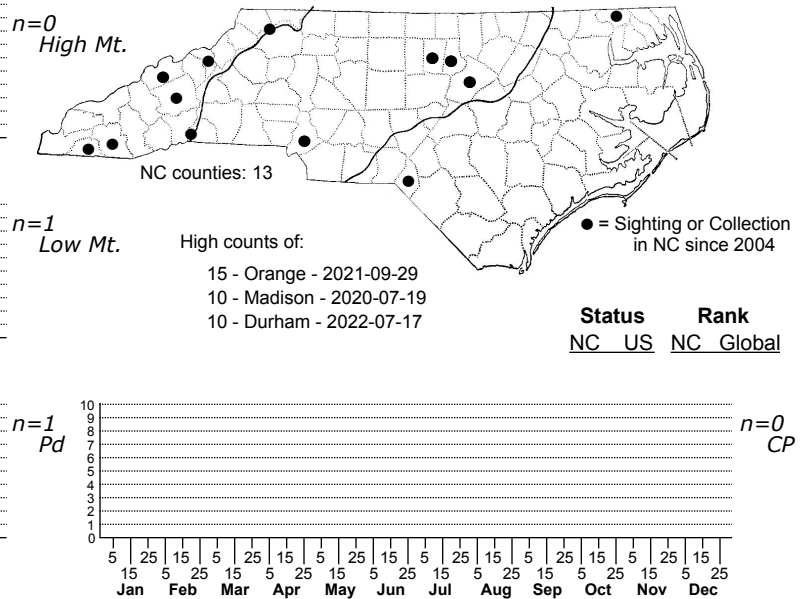 n=0
High Mt.
NC counties: 13
n=1
Low Mt.
● = Sighting or Collection
in NC since 2004
High counts of:
15 - Orange - 2021-09-29
10 - Madison - 2020-07-19
10 - Durham - 2022-07-17
Status Rank
NC US NC Global
n=1
Pd
n=0
CP
10
9
8
7
6
5
4
3
2
1
0
5 25 15 5 25 15 5 25 15 5 25 15 5 25 15 5 25 15
15 5 25 15 5 25 15 5 25 15 5 25 15 5 25 15 5 25
Jan Feb Mar Apr May Jun Jul Aug Sep Oct Nov Dec